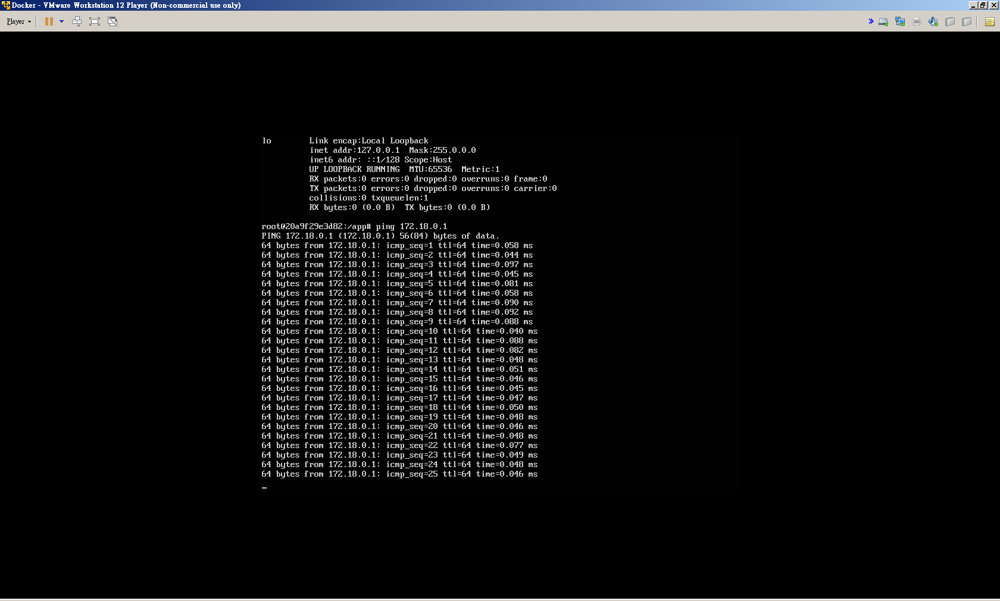 Docker - VMware Workstation 12 Player (Non-commercial use only)
Player
lo        Link encap:Local Loopback
          inet addr:127.0.0.1  Mask:255.0.0.0
          inet6 addr: ::1/128 Scope:Host
          UP LOOPBACK RUNNING  MTU:65536  Metric:1
          RX packets:0 errors:0 dropped:0 overruns:0 frame:0
          TX packets:0 errors:0 dropped:0 overruns:0 carrier:0
          collisions:0 txqueuelen:1
          RX bytes:0 (0.0 B)  TX bytes:0 (0.0 B)
root@20a9f29e3d82:/app# ping 172.18.0.1
PING 172.18.0.1 (172.18.0.1) 56(84) bytes of data.
64 bytes from 172.18.0.1: icmp_seq=1 ttl=64 time=0.058 ms
64 bytes from 172.18.0.1: icmp_seq=2 ttl=64 time=0.044 ms
64 bytes from 172.18.0.1: icmp_seq=3 ttl=64 time=0.097 ms
64 bytes from 172.18.0.1: icmp_seq=4 ttl=64 time=0.045 ms
64 bytes from 172.18.0.1: icmp_seq=5 ttl=64 time=0.081 ms
64 bytes from 172.18.0.1: icmp_seq=6 ttl=64 time=0.058 ms
64 bytes from 172.18.0.1: icmp_seq=7 ttl=64 time=0.090 ms
64 bytes from 172.18.0.1: icmp_seq=8 ttl=64 time=0.092 ms
64 bytes from 172.18.0.1: icmp_seq=9 ttl=64 time=0.088 ms
64 bytes from 172.18.0.1: icmp_seq=10 ttl=64 time=0.040 ms
64 bytes from 172.18.0.1: icmp_seq=11 ttl=64 time=0.088 ms
64 bytes from 172.18.0.1: icmp_seq=12 ttl=64 time=0.082 ms
64 bytes from 172.18.0.1: icmp_seq=13 ttl=64 time=0.048 ms
64 bytes from 172.18.0.1: icmp_seq=14 ttl=64 time=0.051 ms
64 bytes from 172.18.0.1: icmp_seq=15 ttl=64 time=0.046 ms
64 bytes from 172.18.0.1: icmp_seq=16 ttl=64 time=0.045 ms
64 bytes from 172.18.0.1: icmp_seq=17 ttl=64 time=0.047 ms
64 bytes from 172.18.0.1: icmp_seq=18 ttl=64 time=0.050 ms
64 bytes from 172.18.0.1: icmp_seq=19 ttl=64 time=0.048 ms
64 bytes from 172.18.0.1: icmp_seq=20 ttl=64 time=0.046 ms
64 bytes from 172.18.0.1: icmp_seq=21 ttl=64 time=0.048 ms
64 bytes from 172.18.0.1: icmp_seq=22 ttl=64 time=0.077 ms
64 bytes from 172.18.0.1: icmp_seq=23 ttl=64 time=0.049 ms
64 bytes from 172.18.0.1: icmp_seq=24 ttl=64 time=0.048 ms
64 bytes from 172.18.0.1: icmp_seq=25 ttl=64 time=0.046 ms